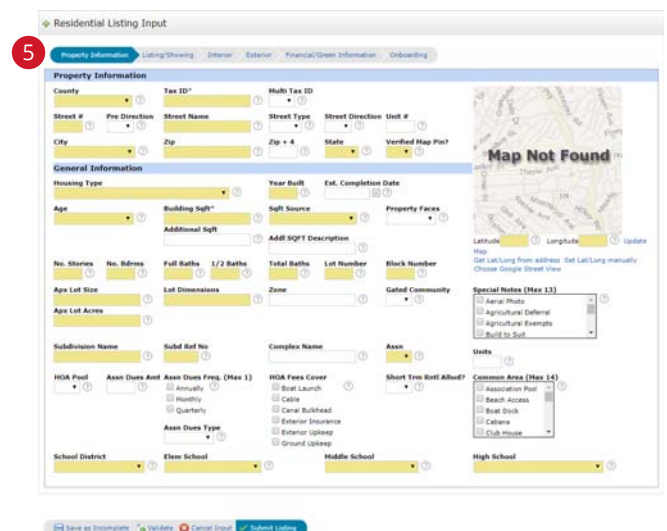 Residential Listing Input
5
Property Information Listing/Showing Interior Exterior Financial/Green Information Onboarding
Property Information
County Tax ID* Multi Tax ID
Street # Pre Direction Street Name Street Type Street Direction Unit #
City Zip Zip + 4 State Verified Map Pin?
Map Not Found
General Information
Housing Type Year Built Est. Completion Date
Age Building Sqft* Sqft Source Property Faces
Additional Sqft Addl SQFT Description
Latitude Longitude Update
Map
Get Lat/Long from address Set Lat/Long manually
Choose Google Street View
No. Stories No. Bdrms Full Baths 1/2 Baths Total Baths Lot Number Block Number
Apx Lot Size Lot Dimensions Zone Gated Community Special Notes (Max 13)
Aerial Photo
Agricultural Deferral
Agricultural Exempts
Build to Suit
Apx Lot Acres
Subdivision Name Subd Ref No Complex Name Assn Units
HOA Pool Assn Dues Amt Assn Dues Freq. (Max 1) HOA Fees Cover Short Trm Rntl Allwd? Common Area (Max 14)
Annually Boat Launch Association Pool
Monthly Cable Beach Access
Quarterly Canal Bulkhead Boat Dock
Exterior Insurance Cabana
Assn Dues Type Exterior Upkeep Club House
Ground Upkeep
School District Elem School Middle School High School
Save as Incomplete Validate Cancel Input Submit Listing